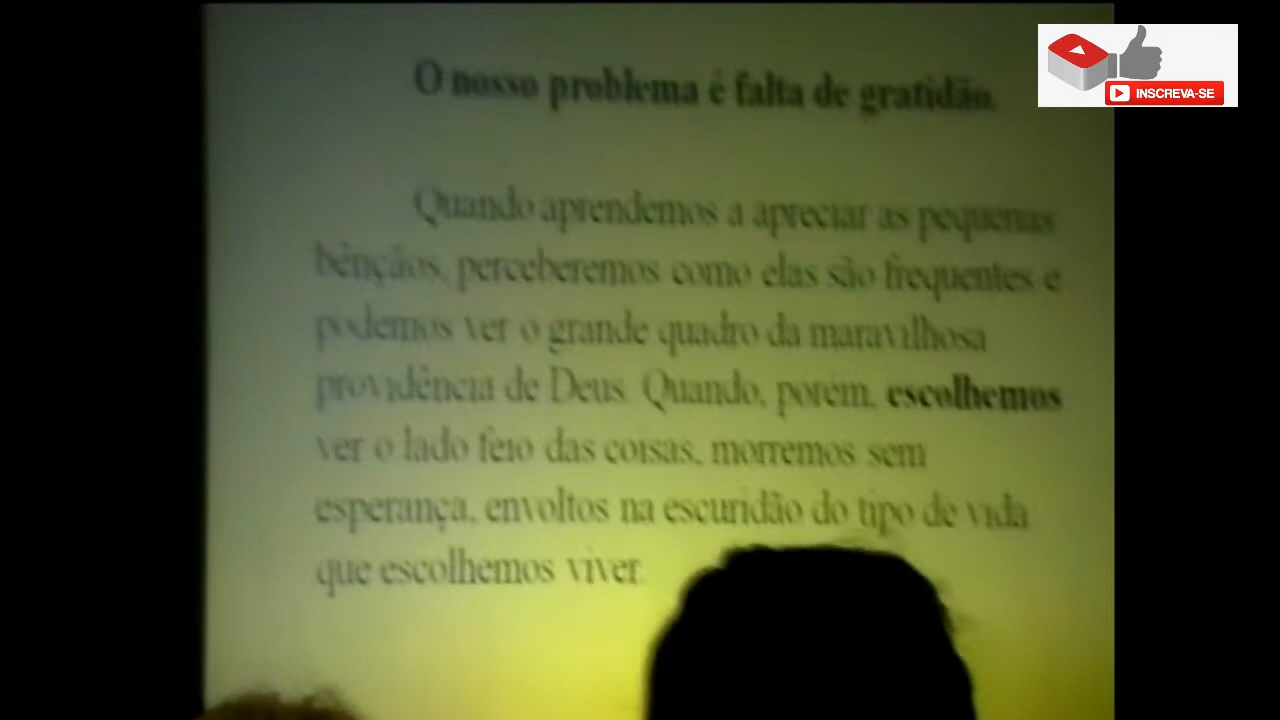 O nosso problema é falta de gratidão.
Quando aprendemos a apreciar as pequenas
bênçãos, perceberemos como elas são frequentes e
podemos ver o grande quadro da maravilhosa
providência de Deus. Quando, porém, escolhemos
ver o lado feio das coisas, morremos sem
esperança, envoltos na escuridão do tipo de vida
que escolhemos viver.
INSCREVA-SE